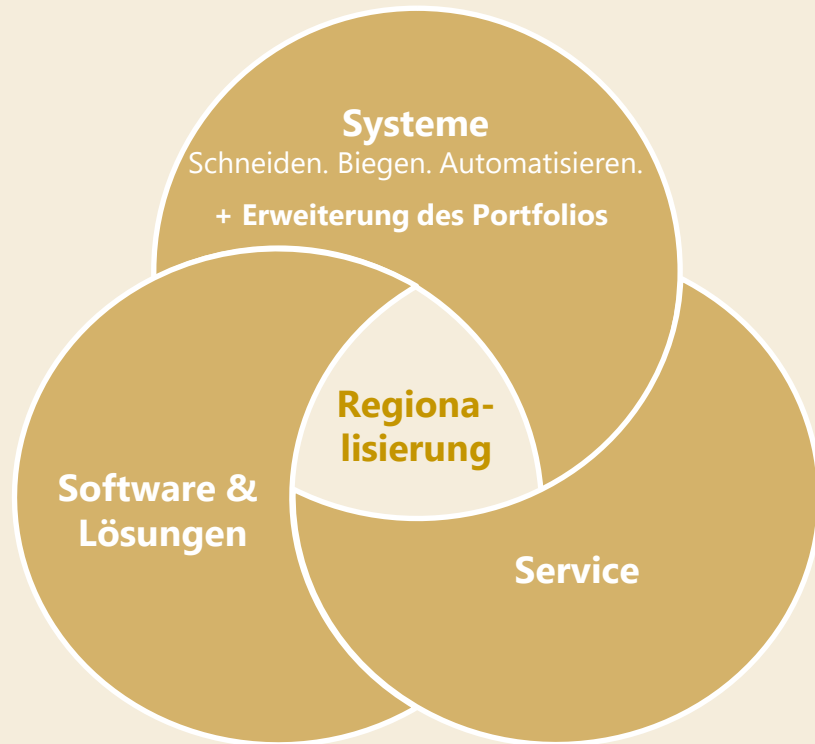 Systeme
Schneiden. Biegen. Automatisieren.
+ Erweiterung des Portfolios
Regiona-
lisierung
Software &
Lösungen
Service